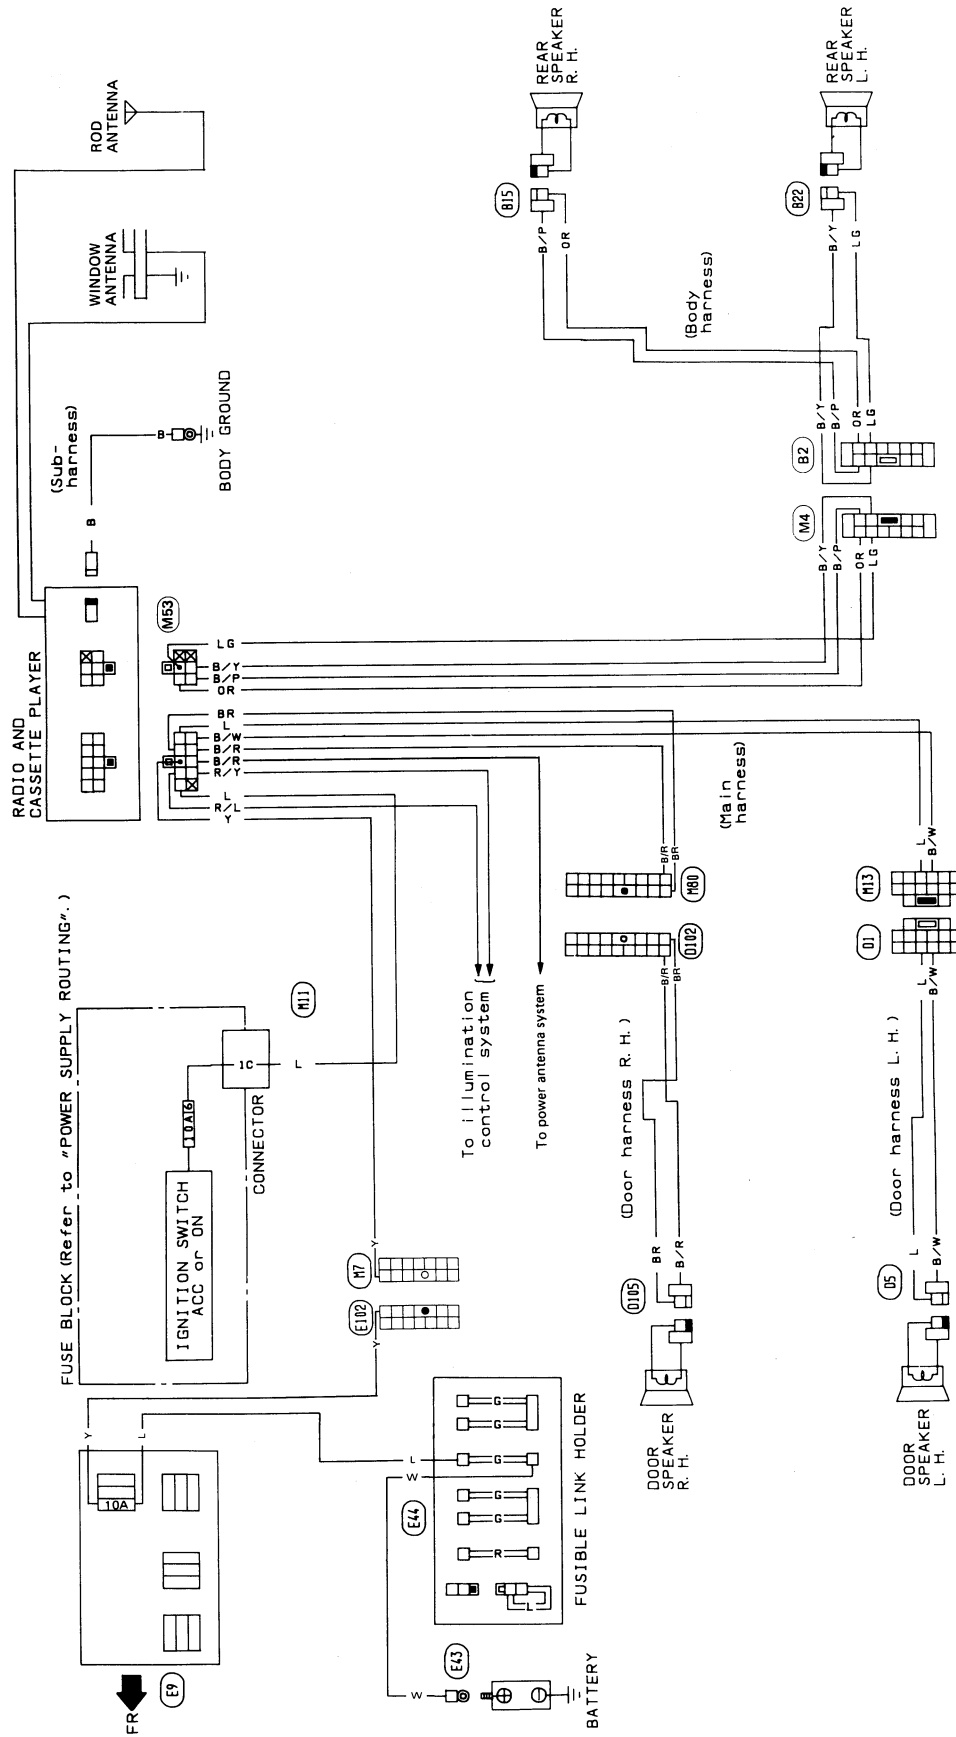 ROD
ANTENNA
WINDOW
ANTENNA
(Sub-
harness)
B
B
BODY GROUND
RADIO AND
CASSETTE PLAYER
M53
LG
B/Y
B/P
OR
BR
L
B/W
B/R
B/R
R/Y
L
R/L
Y
REAR
SPEAKER
R. H.
B15
B/P
OR
REAR
SPEAKER
L. H.
B22
B/Y
LG
(Body
harness)
B/Y
B/P
OR
LG
B2
M4
B/Y
B/P
OR
LG
(Main
harness)
FUSE BLOCK (Refer to "POWER SUPPLY ROUTING".)
M11
1C
L
10A 6
CONNECTOR
IGNITION SWITCH
ACC or ON
To illumination
control system
To power antenna system
B/R
BR
M80
D102
B/R
BR
(Door harness R. H.)
BR
B/R
D105
DOOR
SPEAKER
R. H.
L
B/W
M13
D1
L
B/W
(Door harness L. H.)
L
B/W
D5
DOOR
SPEAKER
L. H.
Y
M7
E102
Y
Y
L
10A
FR
E9
L
W
E44
G
G
G
G
G
R
L
FUSIBLE LINK HOLDER
W
E43
BATTERY